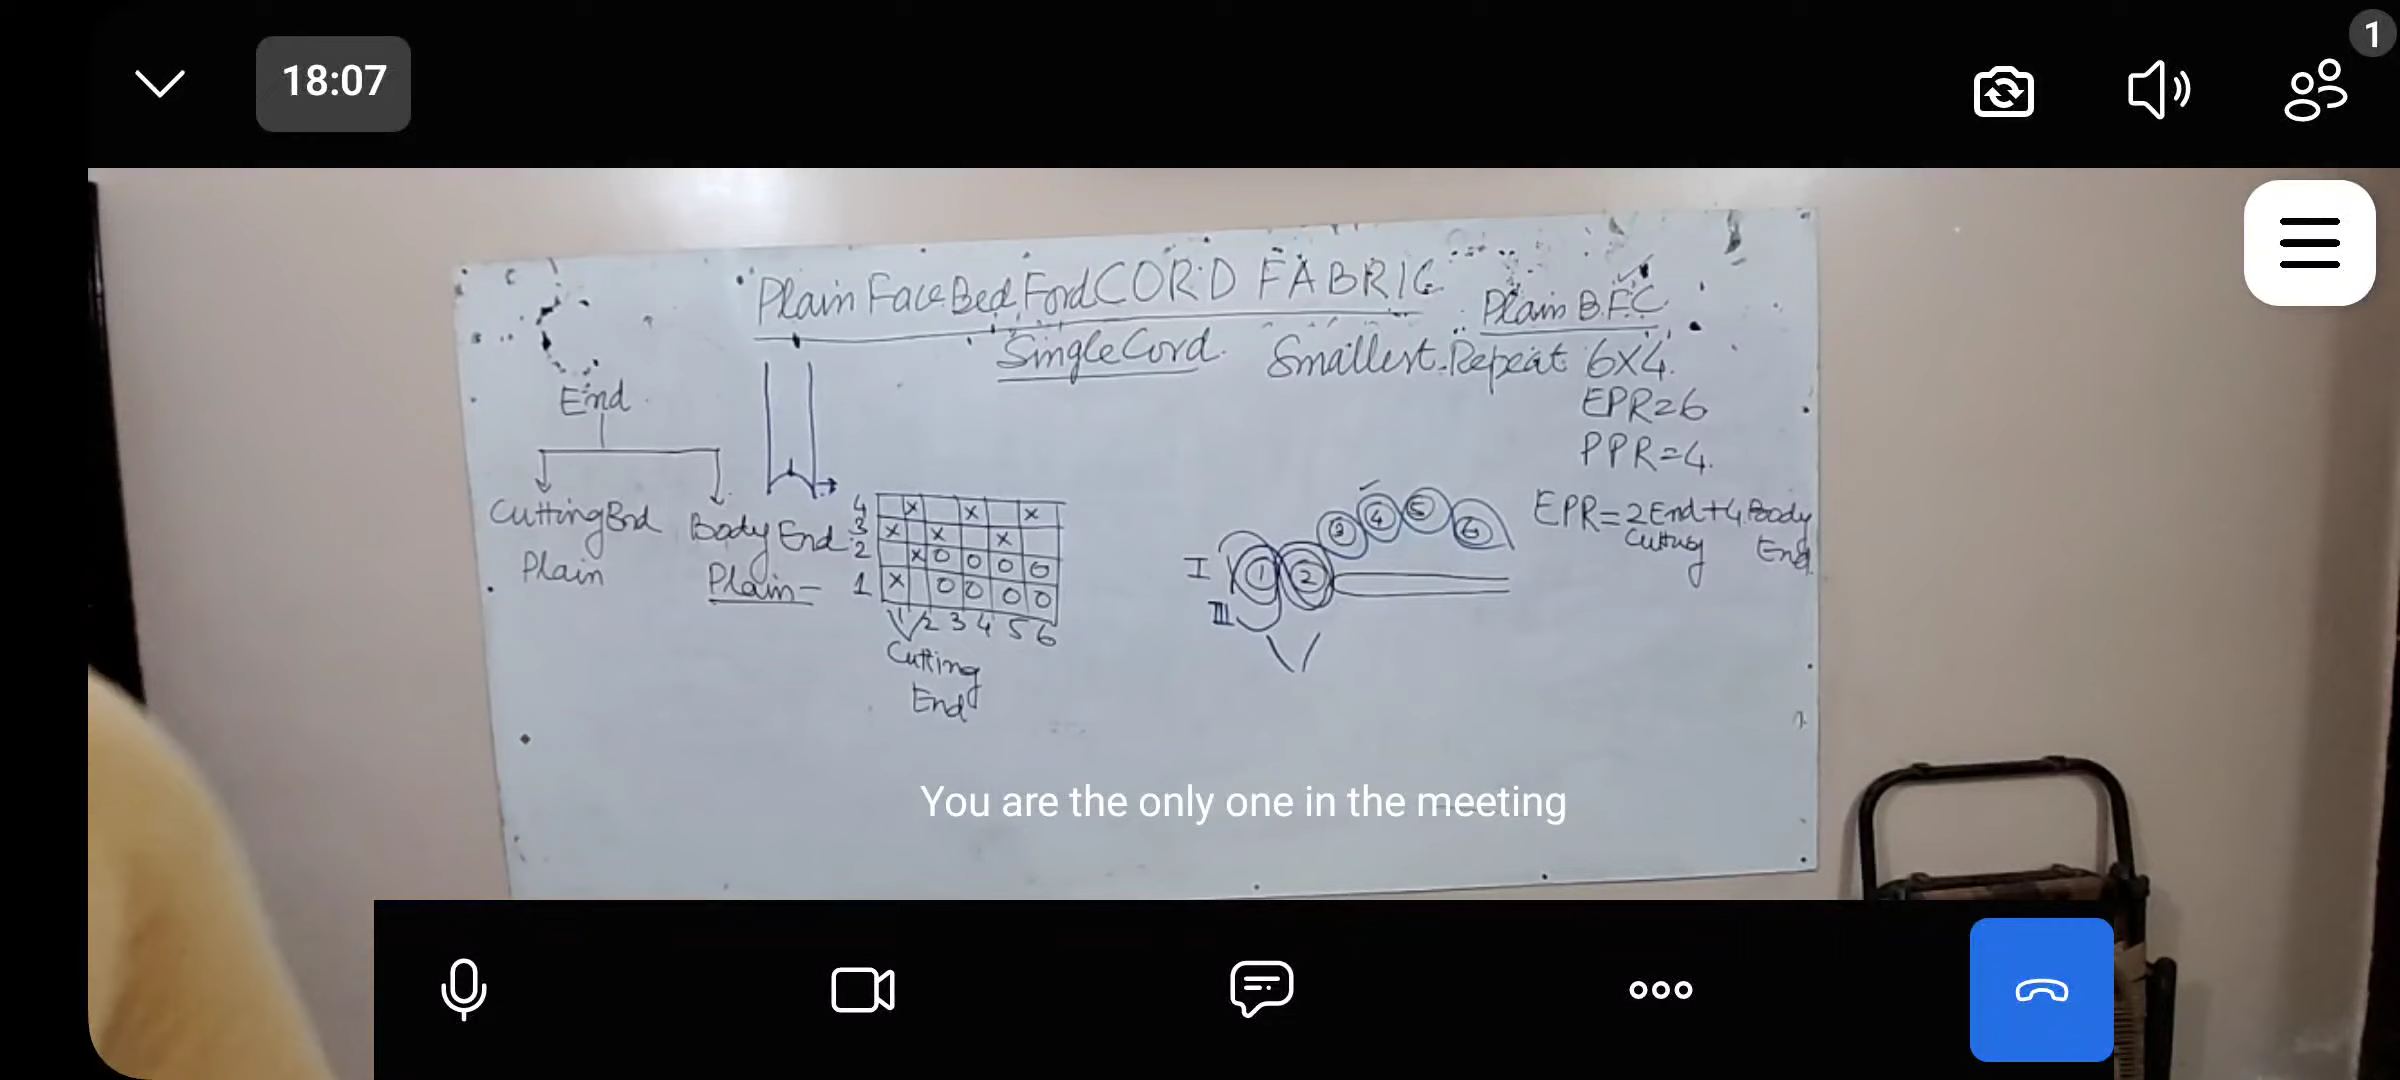 18:07
1
Plain Face Bed Ford CORD FABRIC
Plain B.F.C
Single Cord. Smallest Repeat 6X4.
EPR=6
PPR=4.
End
Cutting End
Plain
Body End
Plain-
4 X X X
3 X X X
2 X O O O O
1 X O O O O
1 2 3 4 5 6
Cutting
End
I
III
1 2 3 4 5 6
EPR=2 End+4 Body
Cutting End
You are the only one in the meeting